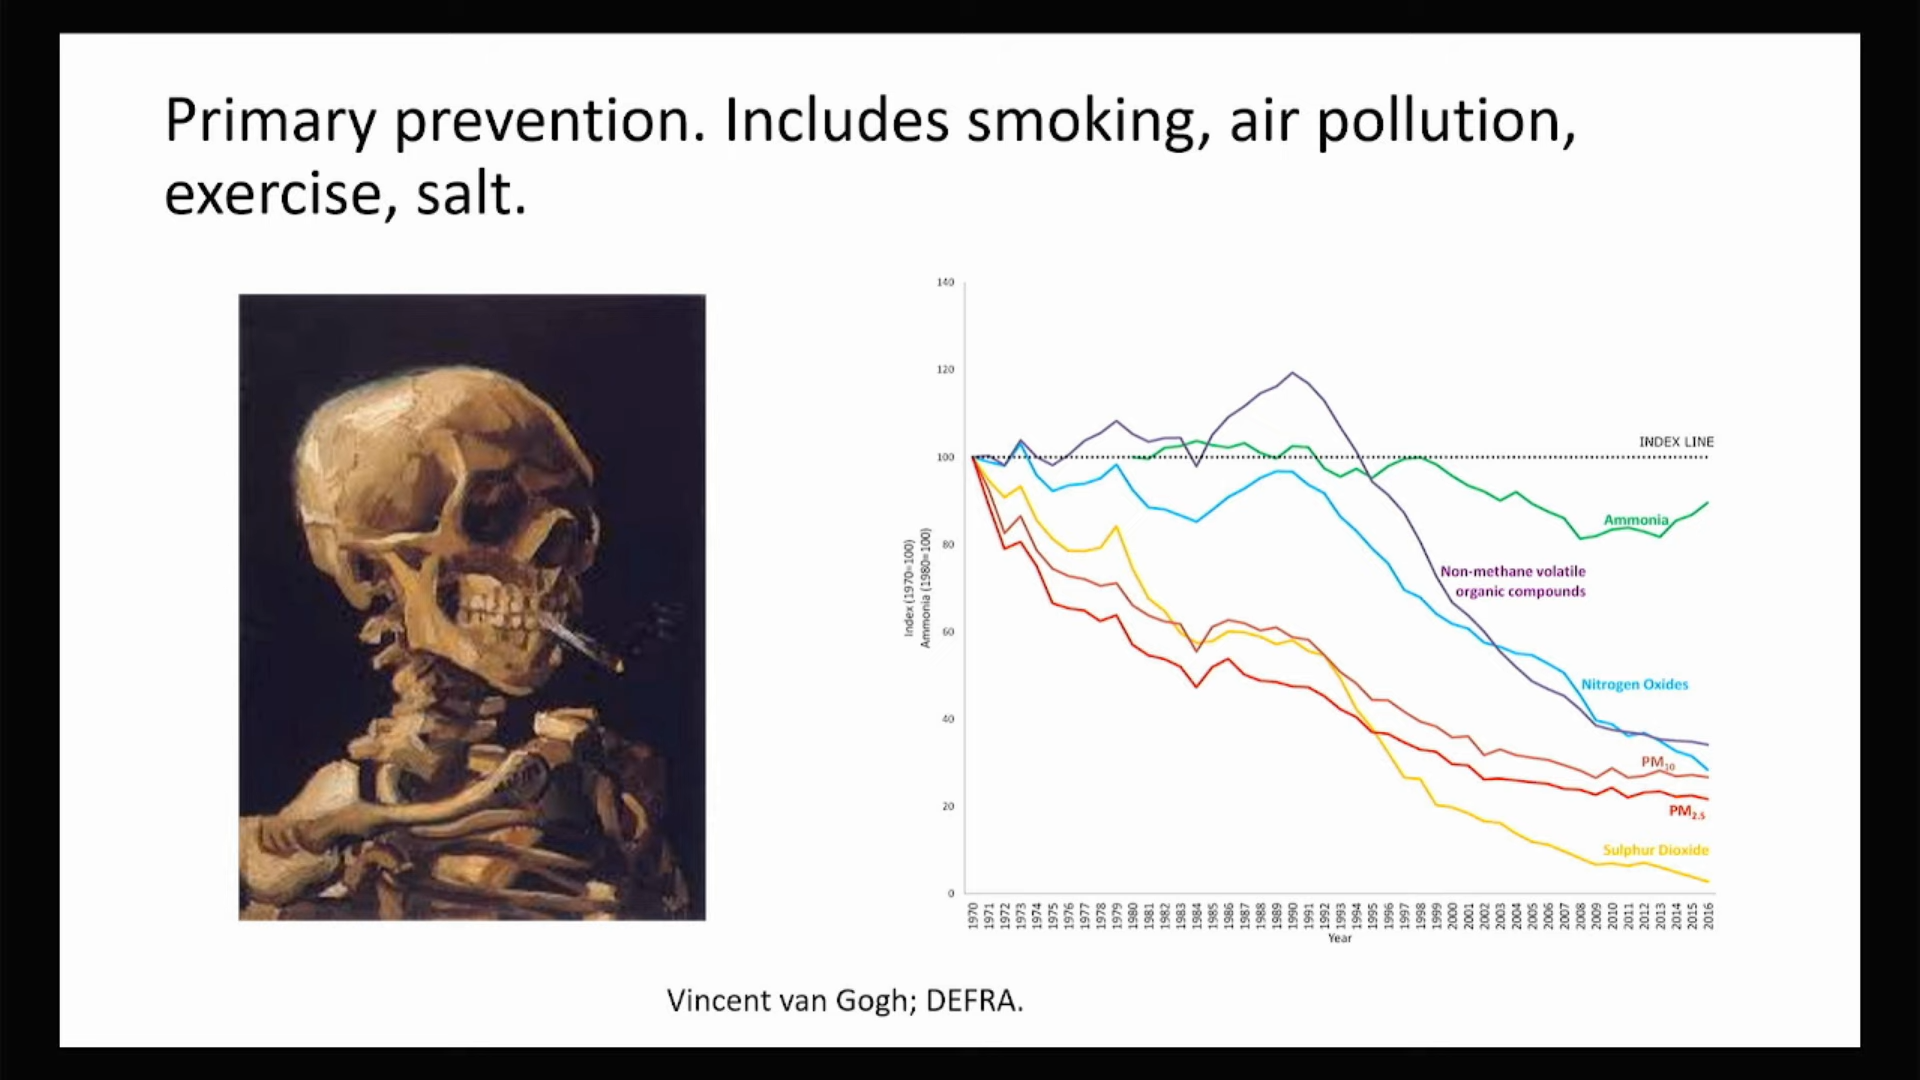 Primary prevention. Includes smoking, air pollution,
exercise, salt.
140
120
100
80
60
40
20
0
Index (1970=100)
Ammonia (1980=100)
INDEX LINE
Ammonia
Non-methane volatile
organic compounds
Nitrogen Oxides
PM10
PM2.5
Sulphur Dioxide
1970 1971 1972 1973 1974 1975 1976 1977 1978 1979 1980 1981 1982 1983 1984 1985 1986 1987 1988 1989 1990 1991 1992 1993 1994 1995 1996 1997 1998 1999 2000 2001 2002 2003 2004 2005 2006 2007 2008 2009 2010 2011 2012 2013 2014 2015 2016
Year
Vincent van Gogh; DEFRA.